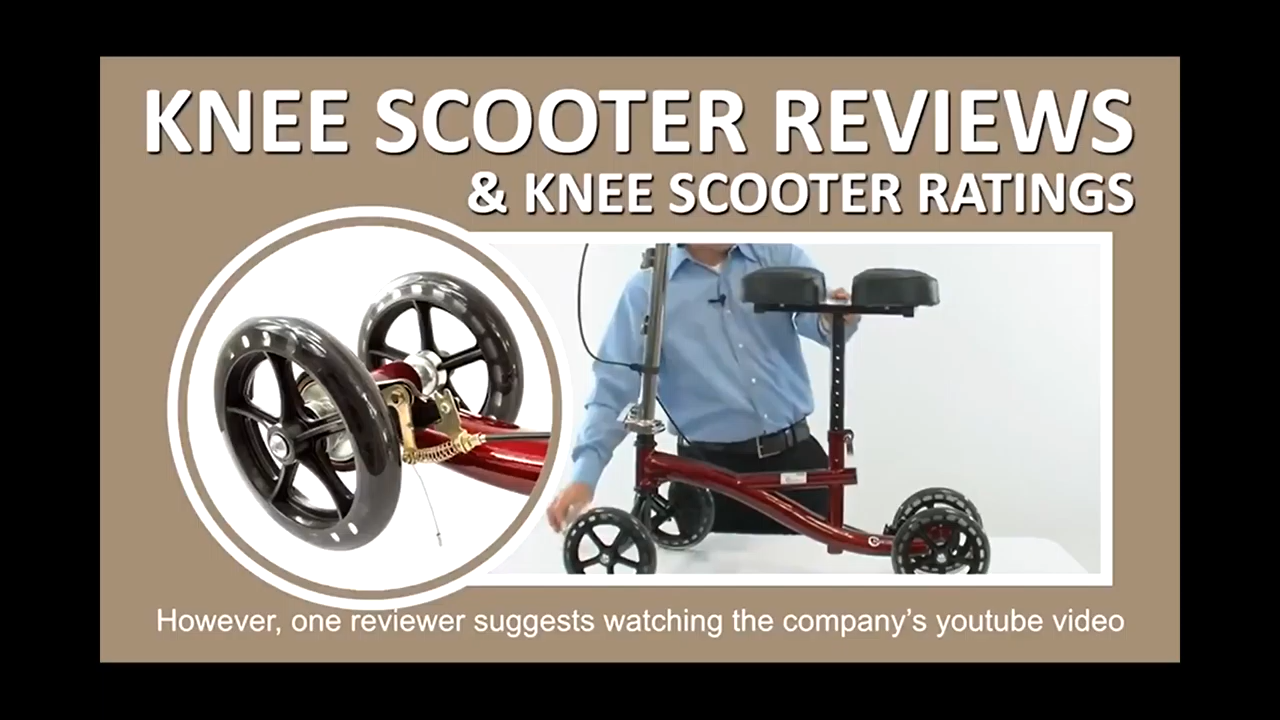 KNEE SCOOTER REVIEWS
& KNEE SCOOTER RATINGS
However, one reviewer suggests watching the company's youtube video